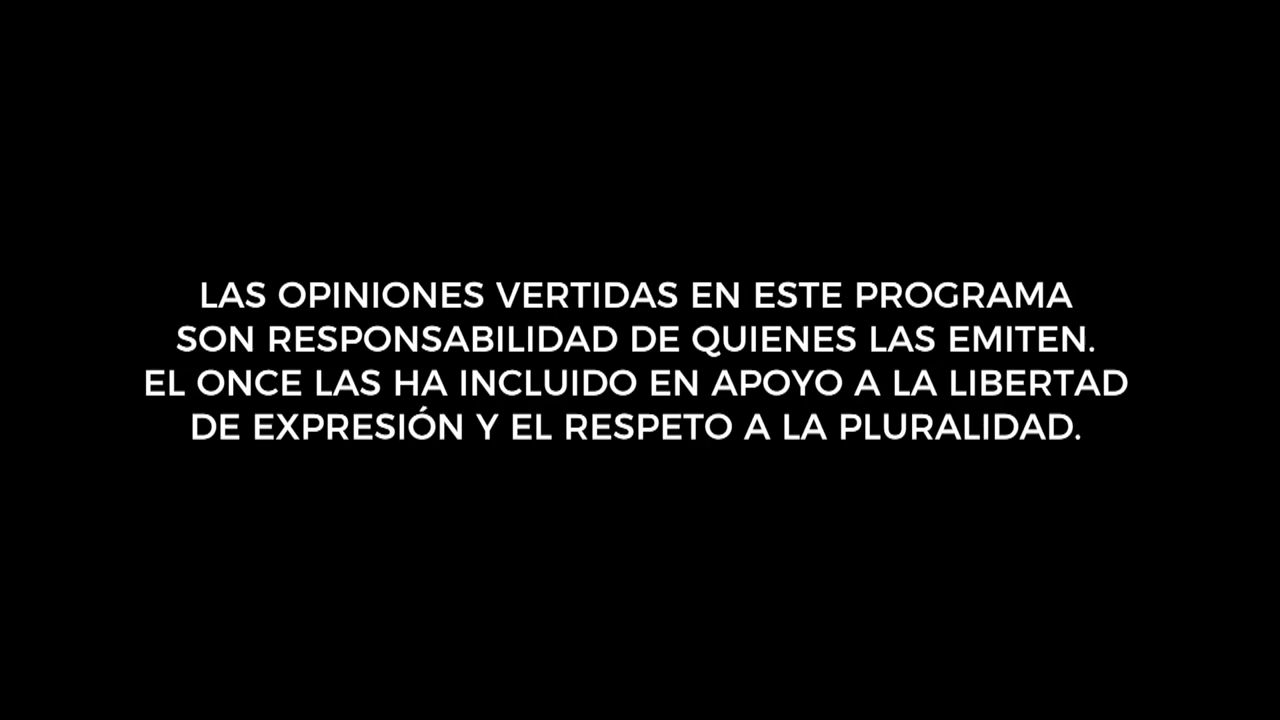 LAS OPINIONES VERTIDAS EN ESTE PROGRAMA
SON RESPONSABILIDAD DE QUIENES LAS EMITEN.
EL ONCE LAS HA INCLUIDO EN APOYO A LA LIBERTAD
DE EXPRESIÓN Y EL RESPETO A LA PLURALIDAD.